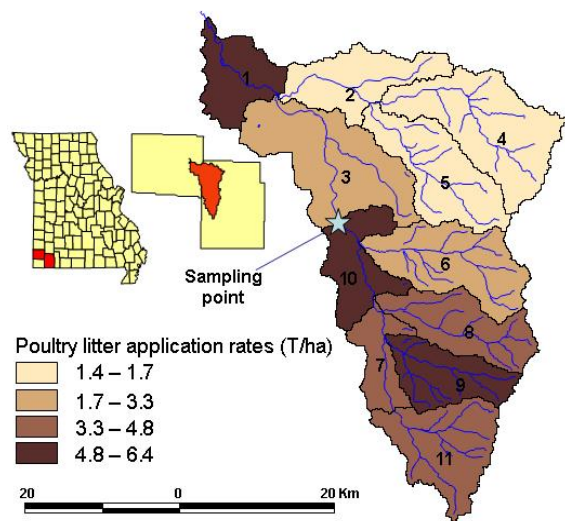 1
2
4
3
5
Sampling
point
6
10
8
7
9
11
Poultry litter application rates (T/ha)
1.4 – 1.7
1.7 – 3.3
3.3 – 4.8
4.8 – 6.4
20 0 20 Km